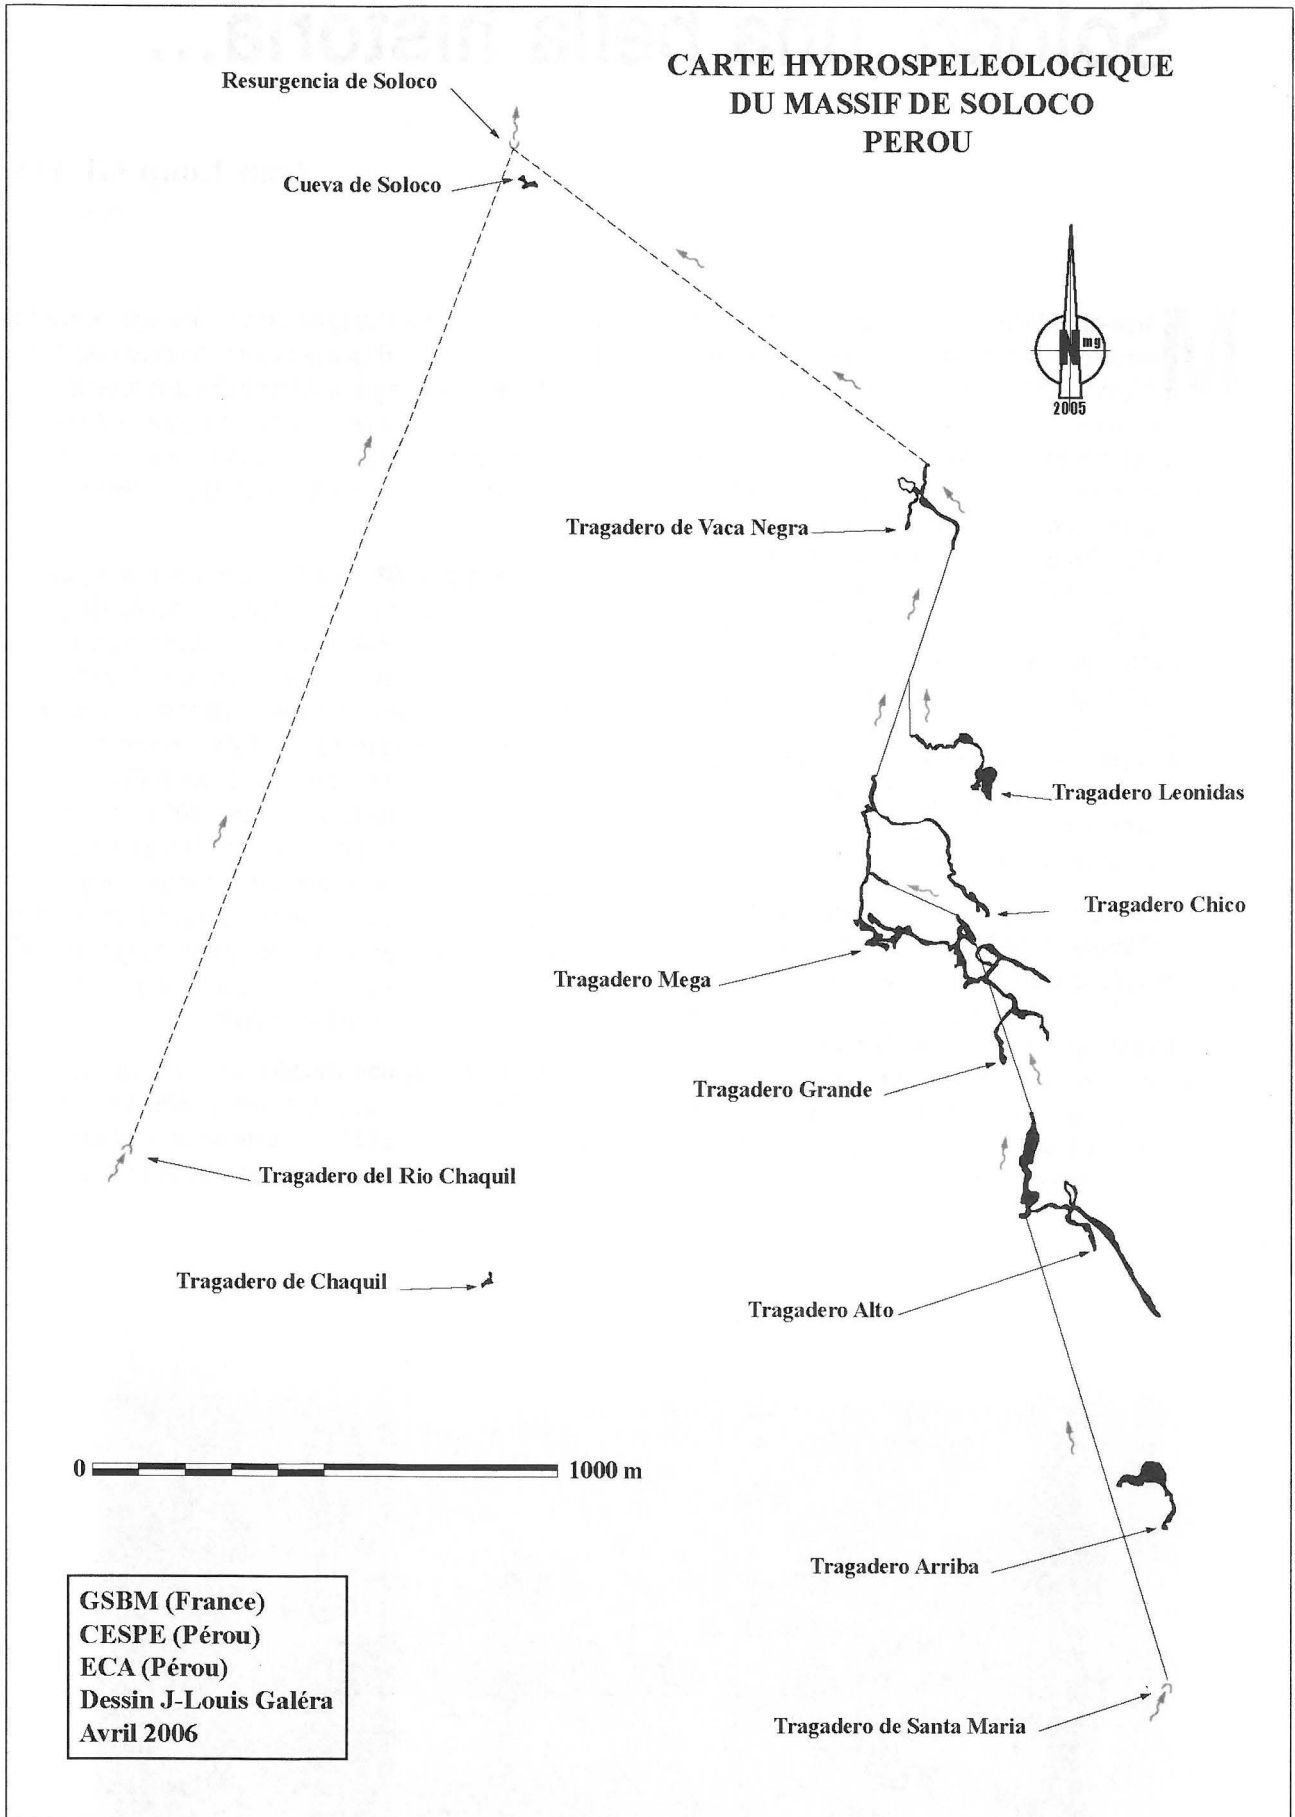 CARTE HYDROSPELEOLOGIQUE
DU MASSIF DE SOLOCO
PEROU
Resurgencia de Soloco
Cueva de Soloco
N mg
2005
Tragadero de Vaca Negra
Tragadero Leonidas
Tragadero Chico
Tragadero Mega
Tragadero Grande
Tragadero del Rio Chaquil
Tragadero de Chaquil
Tragadero Alto
0 1000 m
Tragadero Arriba
Tragadero de Santa Maria
GSBM (France)
CESPE (Pérou)
ECA (Pérou)
Dessin J-Louis Galéra
Avril 2006